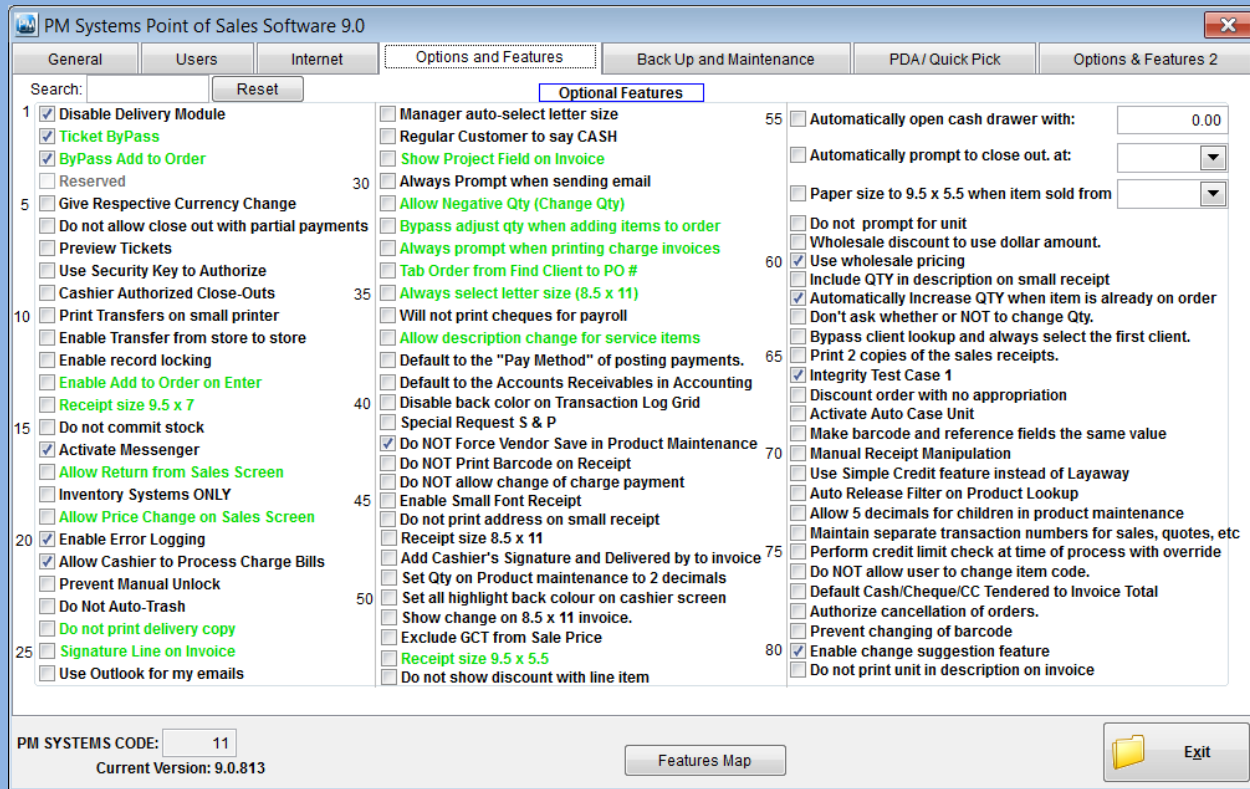 PM Systems Point of Sales Software 9.0
General Users Internet Options and Features Back Up and Maintenance PDA / Quick Pick Options & Features 2
Search: Reset
Optional Features
1 Disable Delivery Module
Ticket ByPass
ByPass Add to Order
Reserved
5 Give Respective Currency Change
Do not allow close out with partial payments
Preview Tickets
Use Security Key to Authorize
Cashier Authorized Close-Outs
10 Print Transfers on small printer
Enable Transfer from store to store
Enable record locking
Enable Add to Order on Enter
Receipt size 9.5 x 7
15 Do not commit stock
Activate Messenger
Allow Return from Sales Screen
Inventory Systems ONLY
Allow Price Change on Sales Screen
20 Enable Error Logging
Allow Cashier to Process Charge Bills
Prevent Manual Unlock
Do Not Auto-Trash
Do not print delivery copy
25 Signature Line on Invoice
Use Outlook for my emails
Manager auto-select letter size
Regular Customer to say CASH
Show Project Field on Invoice
30 Always Prompt when sending email
Allow Negative Qty (Change Qty)
Bypass adjust qty when adding items to order
Always prompt when printing charge invoices
Tab Order from Find Client to PO #
35 Always select letter size (8.5 x 11)
Will not print cheques for payroll
Allow description change for service items
Default to the "Pay Method" of posting payments.
Default to the Accounts Receivables in Accounting
40 Disable back color on Transaction Log Grid
Special Request S & P
Do NOT Force Vendor Save in Product Maintenance
Do NOT Print Barcode on Receipt
Do NOT allow change of charge payment
45 Enable Small Font Receipt
Do not print address on small receipt
Receipt size 8.5 x 11
Add Cashier's Signature and Delivered by to invoice
Set Qty on Product maintenance to 2 decimals
50 Set all highlight back colour on cashier screen
Show change on 8.5 x 11 invoice.
Exclude GCT from Sale Price
Receipt size 9.5 x 5.5
Do not show discount with line item
55 Automatically open cash drawer with: 0.00
Automatically prompt to close out. at:
Paper size to 9.5 x 5.5 when item sold from
Do not prompt for unit
Wholesale discount to use dollar amount.
60 Use wholesale pricing
Include QTY in description on small receipt
Automatically Increase QTY when item is already on order
Don't ask whether or NOT to change Qty.
Bypass client lookup and always select the first client.
65 Print 2 copies of the sales receipts.
Integrity Test Case 1
Discount order with no appropriation
Activate Auto Case Unit
Make barcode and reference fields the same value
70 Manual Receipt Manipulation
Use Simple Credit feature instead of Layaway
Auto Release Filter on Product Lookup
Allow 5 decimals for children in product maintenance
Maintain separate transaction numbers for sales, quotes, etc
75 Perform credit limit check at time of process with override
Do NOT allow user to change item code.
Default Cash/Cheque/CC Tendered to Invoice Total
Authorize cancellation of orders.
Prevent changing of barcode
80 Enable change suggestion feature
Do not print unit in description on invoice
PM SYSTEMS CODE: 11
Current Version: 9.0.813
Features Map
Exit